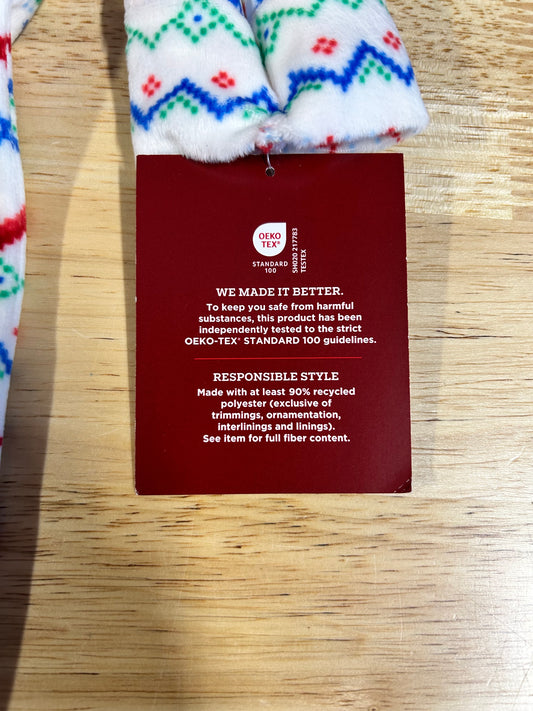 OEKO
TEX®
STANDARD
100
SH020 217783
TESTEX
WE MADE IT BETTER.
To keep you safe from harmful
substances, this product has been
independently tested to the strict
OEKO-TEX® STANDARD 100 guidelines.
RESPONSIBLE STYLE
Made with at least 90% recycled
polyester (exclusive of
trimmings, ornamentation,
interlinings and linings).
See item for full fiber content.